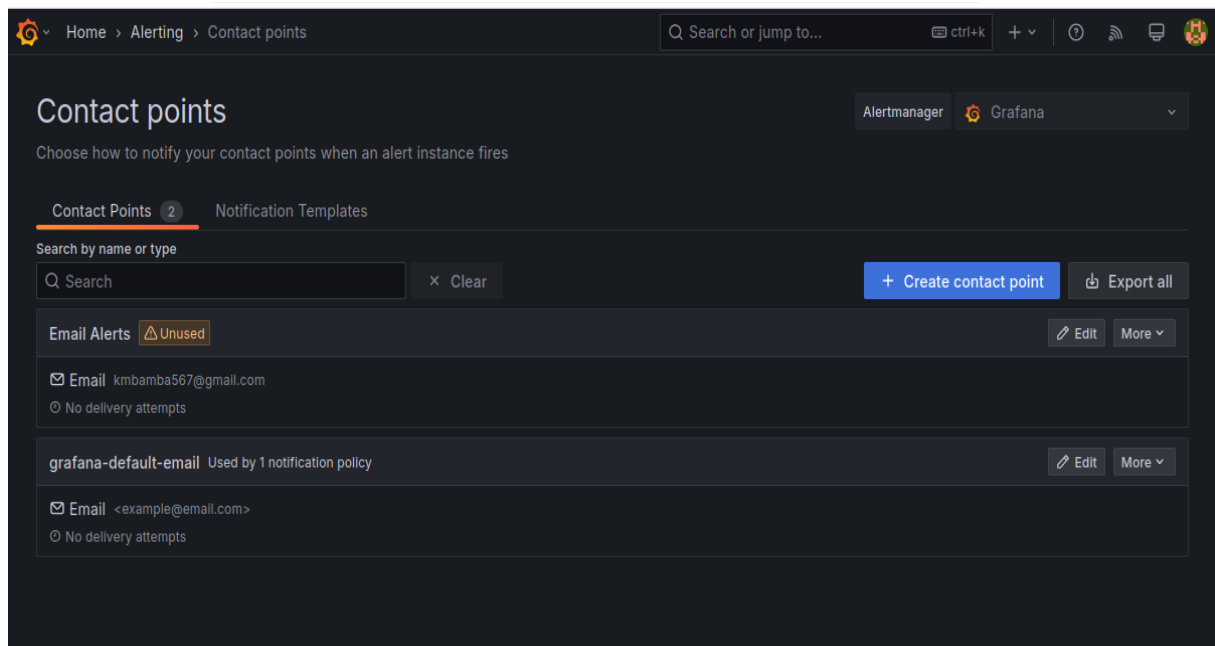 Home > Alerting > Contact points
Search or jump to...
ctrl+k
Contact points
Alertmanager
Grafana
Choose how to notify your contact points when an alert instance fires
Contact Points 2
Notification Templates
Search by name or type
Search
Clear
+ Create contact point
Export all
Email Alerts
Unused
Edit
More
Email kmbamba567@gmail.com
No delivery attempts
grafana-default-email Used by 1 notification policy
Edit
More
Email <example@email.com>
No delivery attempts